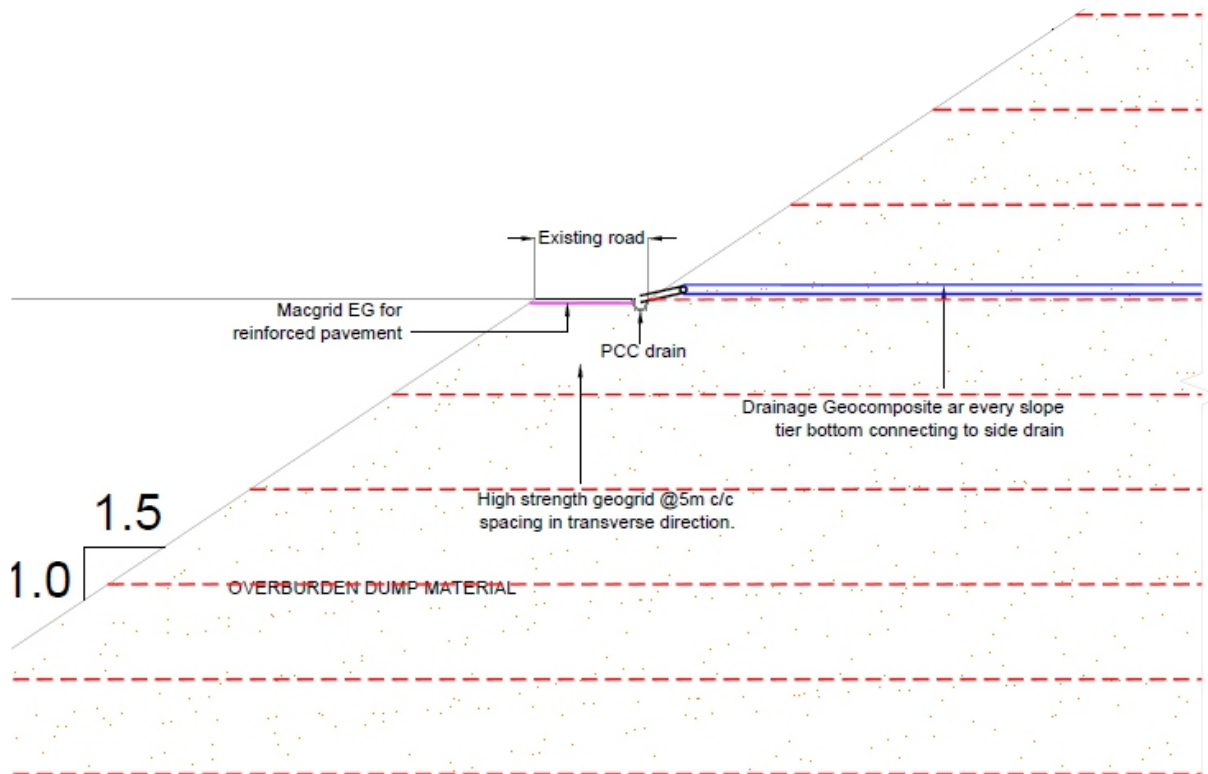 Existing road
Macgrid EG for
reinforced pavement
PCC drain
Drainage Geocomposite ar every slope
tier bottom connecting to side drain
High strength geogrid @5m c/c
spacing in transverse direction.
1.5
1.0
OVERBURDEN DUMP MATERIAL